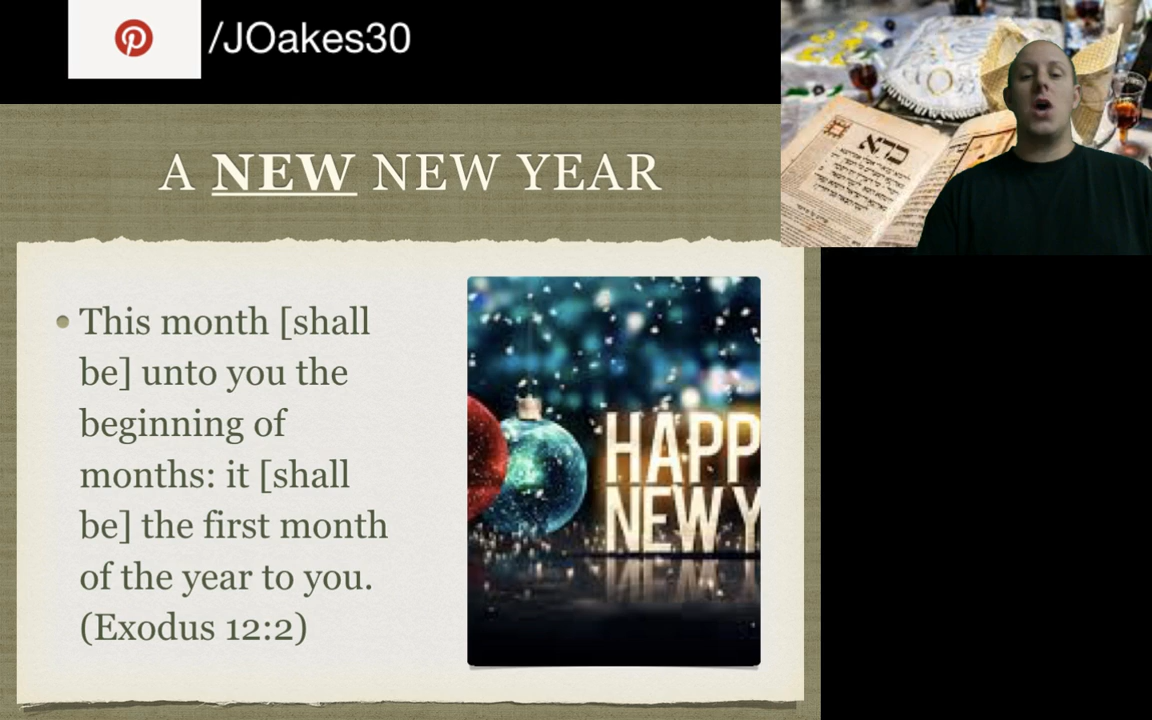 /JOakes30
A NEW NEW YEAR
This month [shall
be] unto you the
beginning of
months: it [shall
be] the first month
of the year to you.
(Exodus 12:2)
HAPP
NEW Y